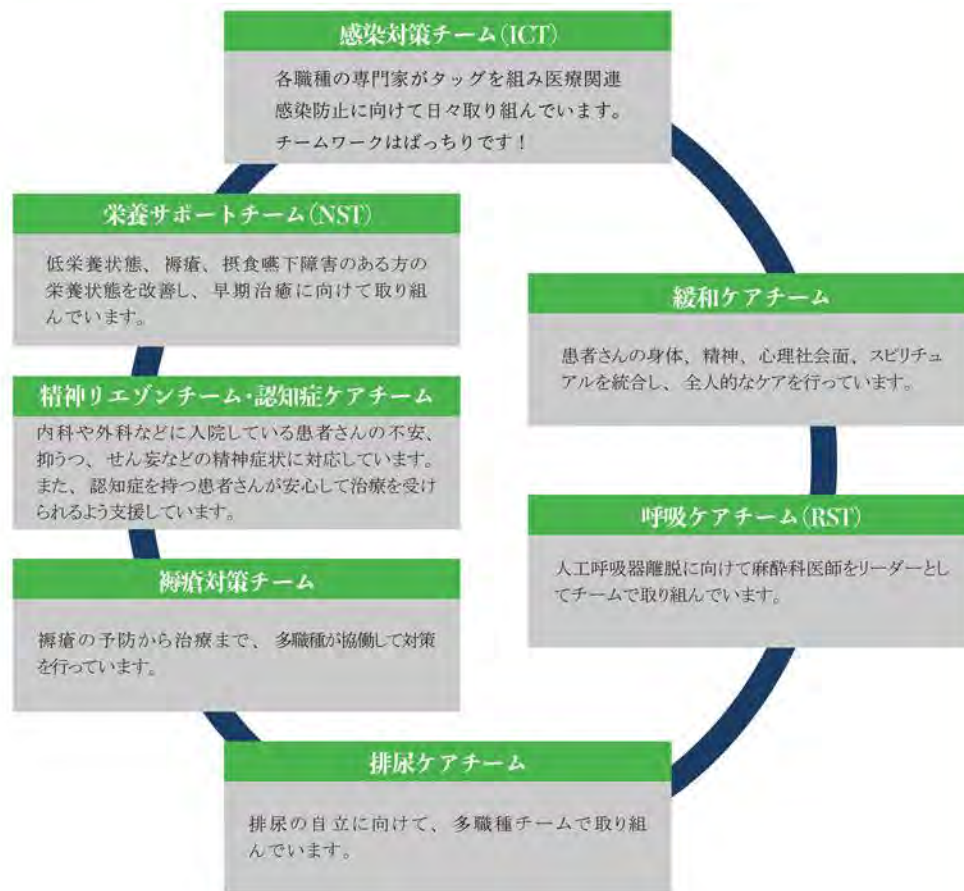 感染対策チーム(ICT)
各職種の専門家がタッグを組み医療関連
感染防止に向けて日々取り組んでいます。
チームワークはばっちりです！
栄養サポートチーム(NST)
低栄養状態、褥瘡、摂食嚥下障害のある方の
栄養状態を改善し、早期治癒に向けて取り組
んでいます。
緩和ケアチーム
患者さんの身体、精神、心理社会面、スピリチュ
アルを統合し、全人的なケアを行っています。
精神リエゾンチーム・認知症ケアチーム
内科や外科などに入院している患者さんの不安、
抑うつ、せん妄などの精神症状に対応しています。
また、認知症を持つ患者さんが安心して治療を受け
られるよう支援しています。
呼吸ケアチーム(RST)
人工呼吸器離脱に向けて麻酔科医師をリーダーとし
てチームで取り組んでいます。
褥瘡対策チーム
褥瘡の予防から治療まで、多職種が協働して対策
を行っています。
排尿ケアチーム
排尿の自立に向けて、多職種チームで取り組
んでいます。